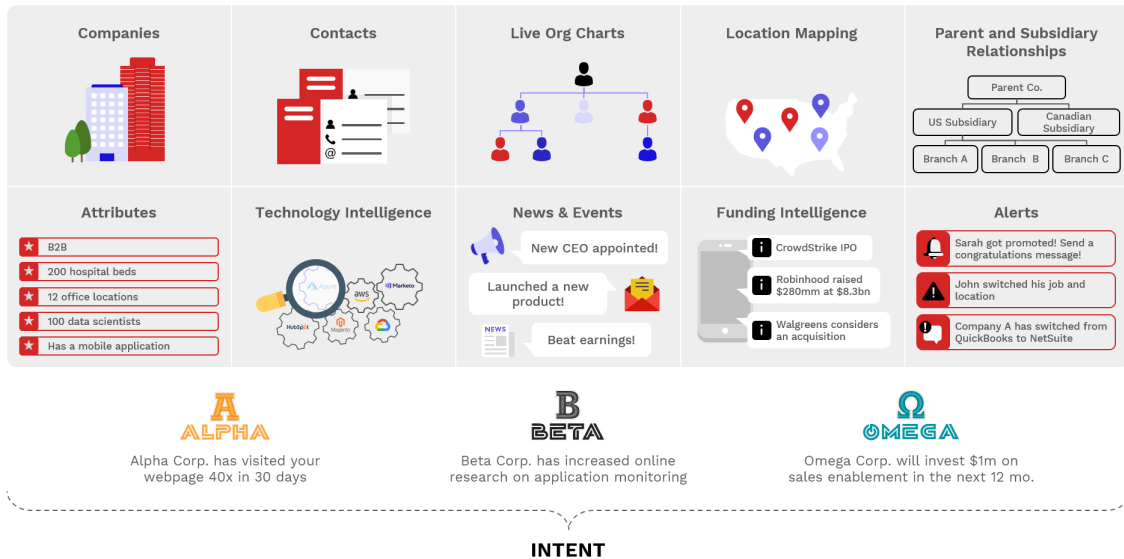 Companies
Contacts
Live Org Charts
Location Mapping
Parent and Subsidiary
Relationships
@
Parent Co.
US Subsidiary
Canadian
Subsidiary
Branch A
Branch B
Branch C
Attributes
B2B
200 hospital beds
12 office locations
100 data scientists
Has a mobile application
Technology Intelligence
Azure
aws
Marketo
HubSpot
Magento
News & Events
New CEO appointed!
Launched a new
product!
NEWS
Beat earnings!
Funding Intelligence
i CrowdStrike IPO
i Robinhood raised
$280mm at $8.3bn
i Walgreens considers
an acquisition
Alerts
Sarah got promoted! Send a
congratulations message!
John switched his job and
location
Company A has switched from
QuickBooks to NetSuite
A
ALPHA
Alpha Corp. has visited your
webpage 40x in 30 days
B
BETA
Beta Corp. has increased online
research on application monitoring
Ω
OMEGA
Omega Corp. will invest $1m on
sales enablement in the next 12 mo.
INTENT